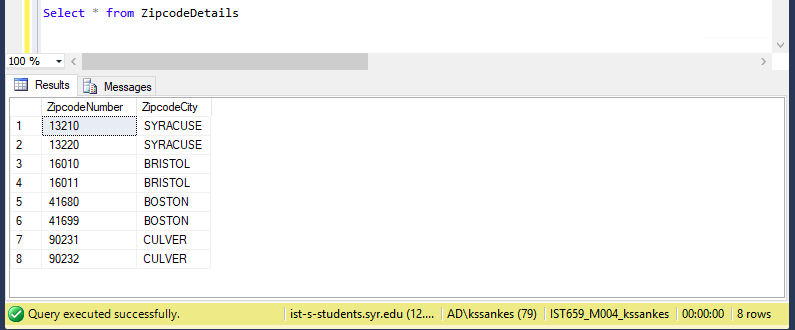 Select * from ZipcodeDetails
100 %
Results Messages
ZipcodeNumber ZipcodeCity
1 13210 SYRACUSE
2 13220 SYRACUSE
3 16010 BRISTOL
4 16011 BRISTOL
5 41680 BOSTON
6 41699 BOSTON
7 90231 CULVER
8 90232 CULVER
Query executed successfully. ist-s-students.syr.edu (12.... AD\kssankes (79) IST659_M004_kssankes 00:00:00 8 rows